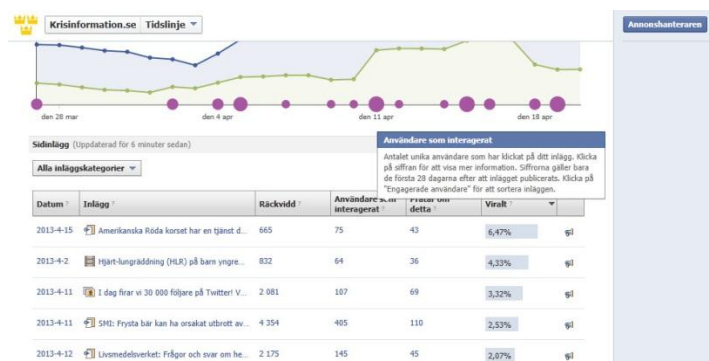 Krisinformation.se Tidslinje
Annonshanteraren
den 28 mar den 4 apr den 11 apr den 18 apr
Sidinlägg (Uppdaterad för 6 minuter sedan)
Användare som interagerat
Antalet unika användare som har klickat på ditt inlägg. Klicka
på siffran för att visa mer information. Siffrorna gäller bara
de första 28 dagarna efter att inlägget publicerats. Klicka på
"Engagerade användare" för att sortera inläggen.
Alla inläggskategorier
Datum ? Inlägg ? Räckvidd ? Användare som interagerat ? Pratar om detta ? Viralt ?
2013-4-15 Amerikanska Röda korset har en tjänst d... 665 75 43 6,47%
2013-4-2 Hjärt-lungräddning (HLR) på barn yngre... 832 64 36 4,33%
2013-4-11 I dag firar vi 30 000 följare på Twitter! V... 2 081 107 69 3,32%
2013-4-11 SMI: Frysta bär kan ha orsakat utbrott av... 4 354 405 110 2,53%
2013-4-12 Livsmedelsverket: Frågor och svar om he... 2 175 145 45 2,07%